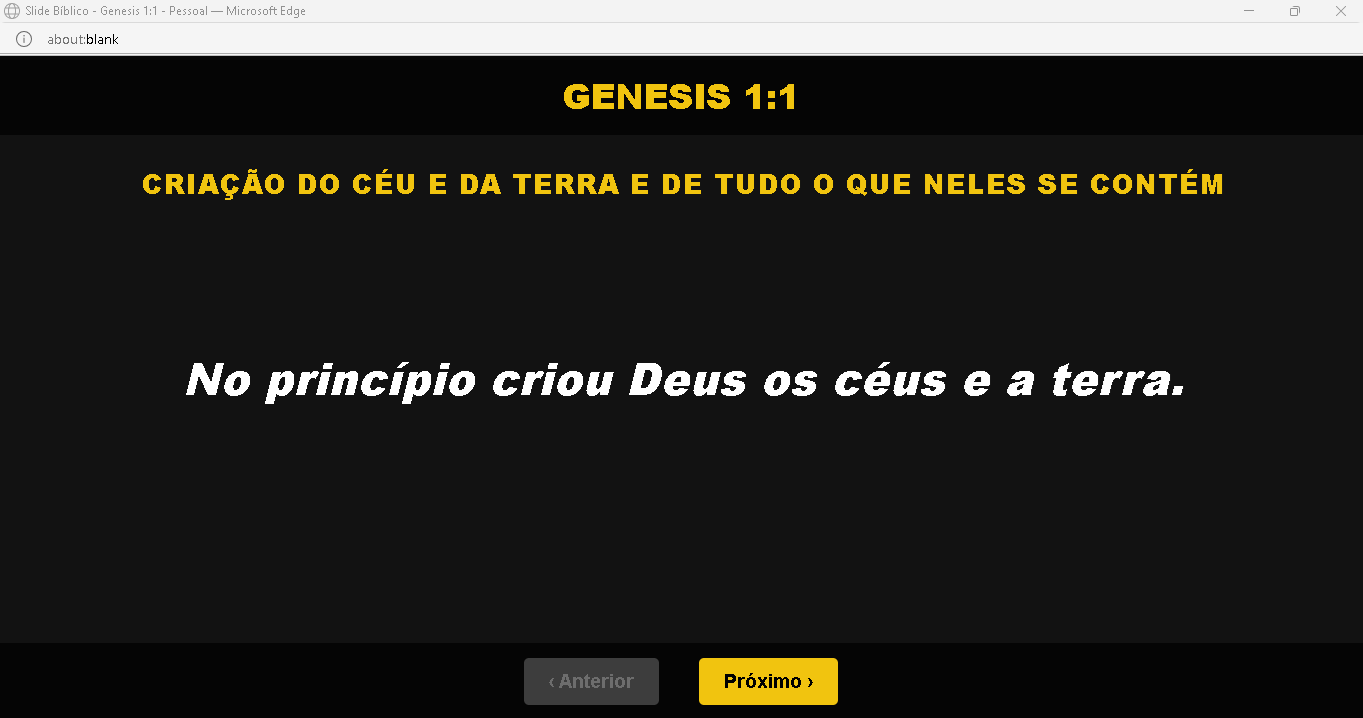 Slide Bíblico - Genesis 1:1 - Pessoal — Microsoft Edge
about:blank
GENESIS 1:1
CRIAÇÃO DO CÉU E DA TERRA E DE TUDO O QUE NELES SE CONTÉM
No princípio criou Deus os céus e a terra.
‹ Anterior
Próximo ›